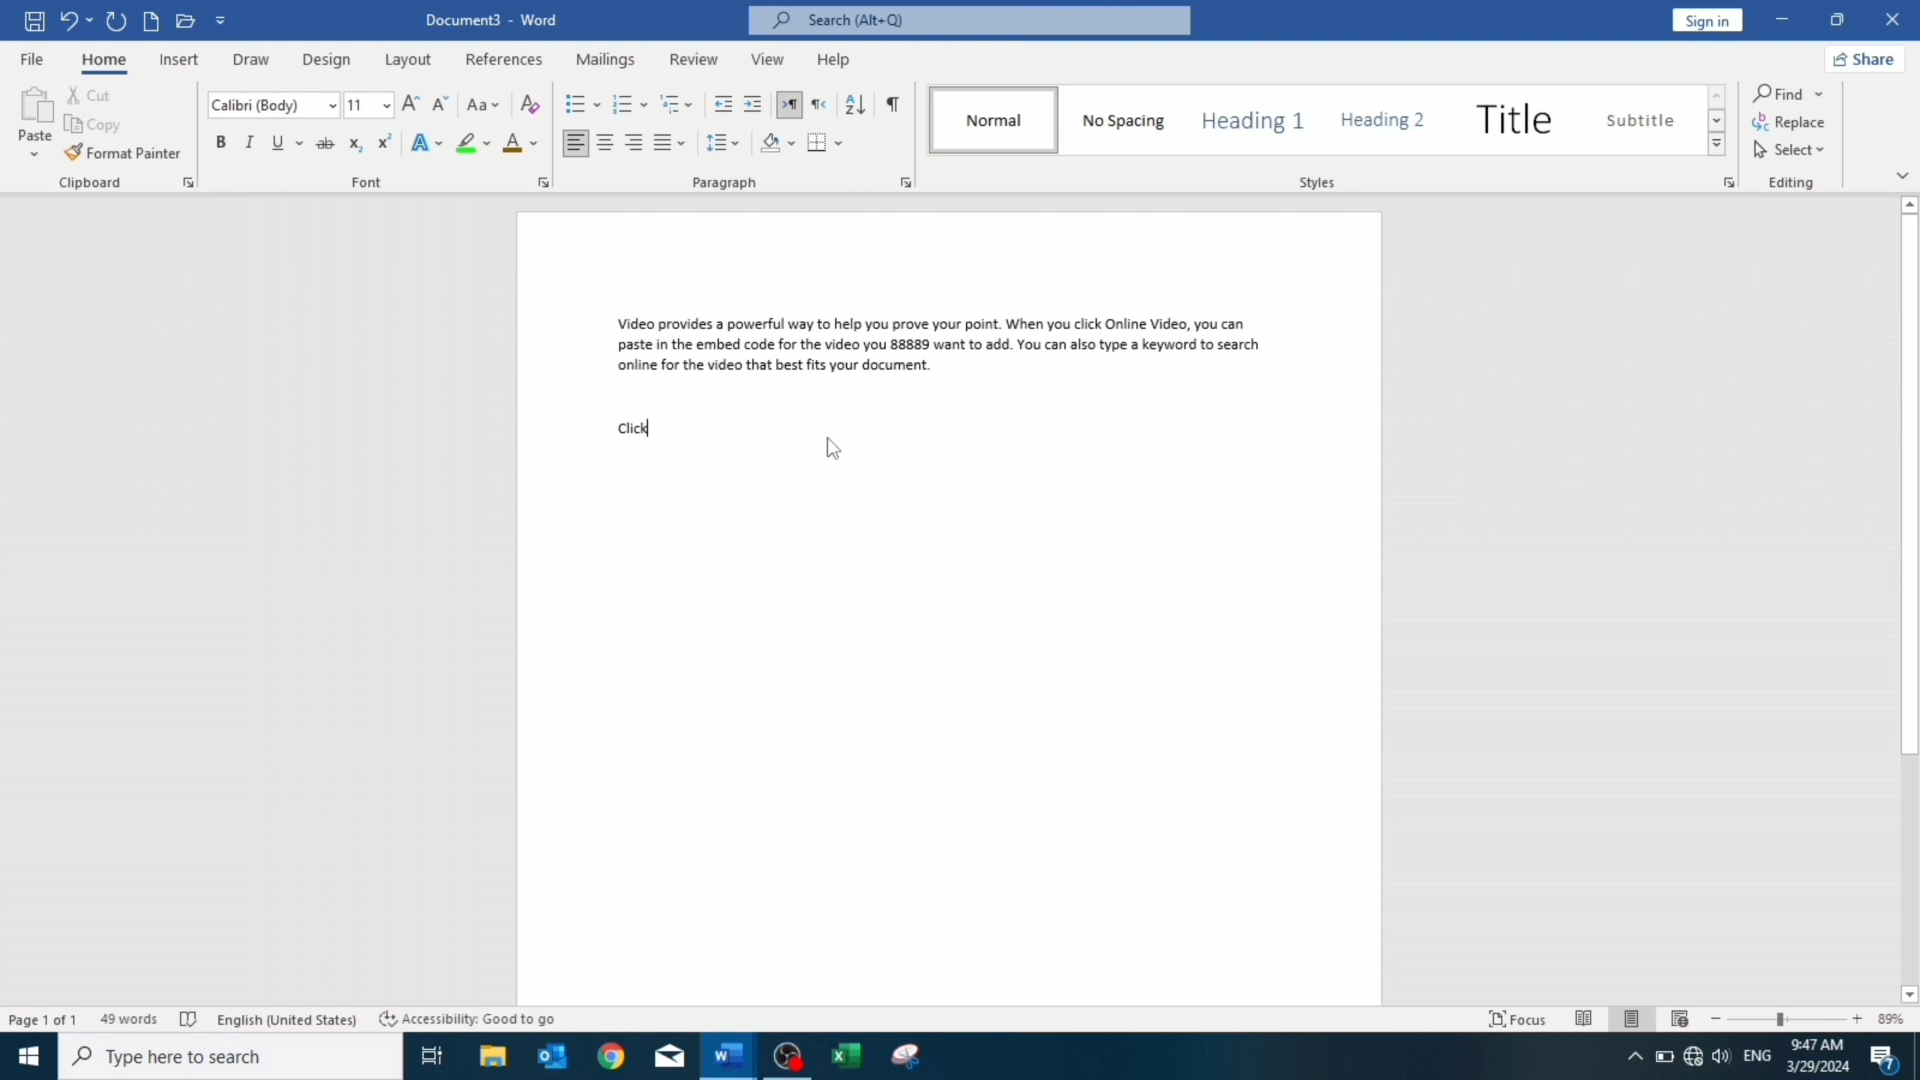 Document3 - Word
Search (Alt+Q)
Sign in
File Home Insert Draw Design Layout References Mailings Review View Help
Share
Paste
Cut
Copy
Format Painter
Clipboard
Calibri (Body) 11
Aa
Font
Paragraph
Normal
No Spacing
Heading 1
Heading 2
Title
Subtitle
Styles
Find
Replace
Select
Editing
Video provides a powerful way to help you prove your point. When you click Online Video, you can
paste in the embed code for the video you 88889 want to add. You can also type a keyword to search
online for the video that best fits your document.
Click
Page 1 of 1 49 words English (United States) Accessibility: Good to go
Focus
89%
Type here to search
ENG
9:47 AM
3/29/2024
7